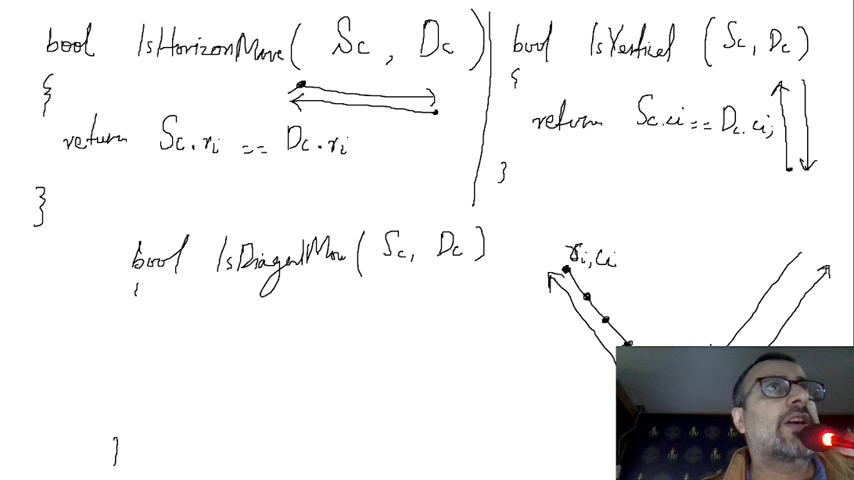 bool IsHorizonMove( Sc , Dc )
{
return Sc.ri == Dc.ri
}
bool IsVertical ( Sc, Dc )
{
return Sc.ci == Dc.ci;
}
bool IsDiagonalMove ( Sc, Dc )
{
ri, ci
}